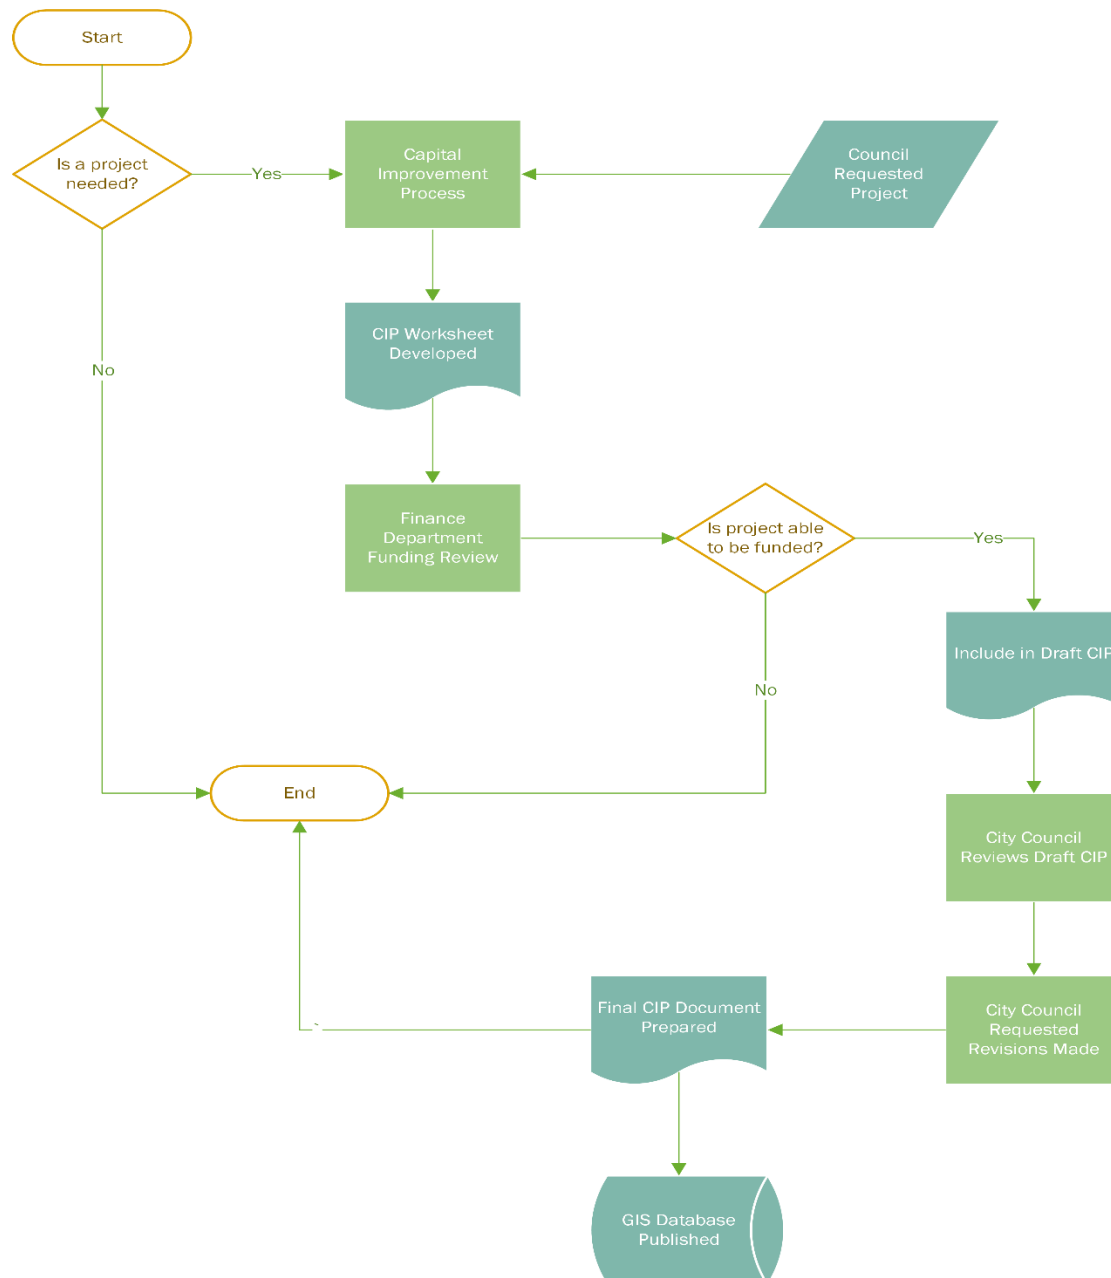 Start
Is a project
needed?
Yes
Capital
Improvement
Process
Council
Requested
Project
CIP Worksheet
Developed
No
Finance
Department
Funding Review
Is project able
to be funded?
Yes
Include in Draft CIP
No
End
City Council
Reviews Draft CIP
Final CIP Document
Prepared
City Council
Requested
Revisions Made
GIS Database
Published